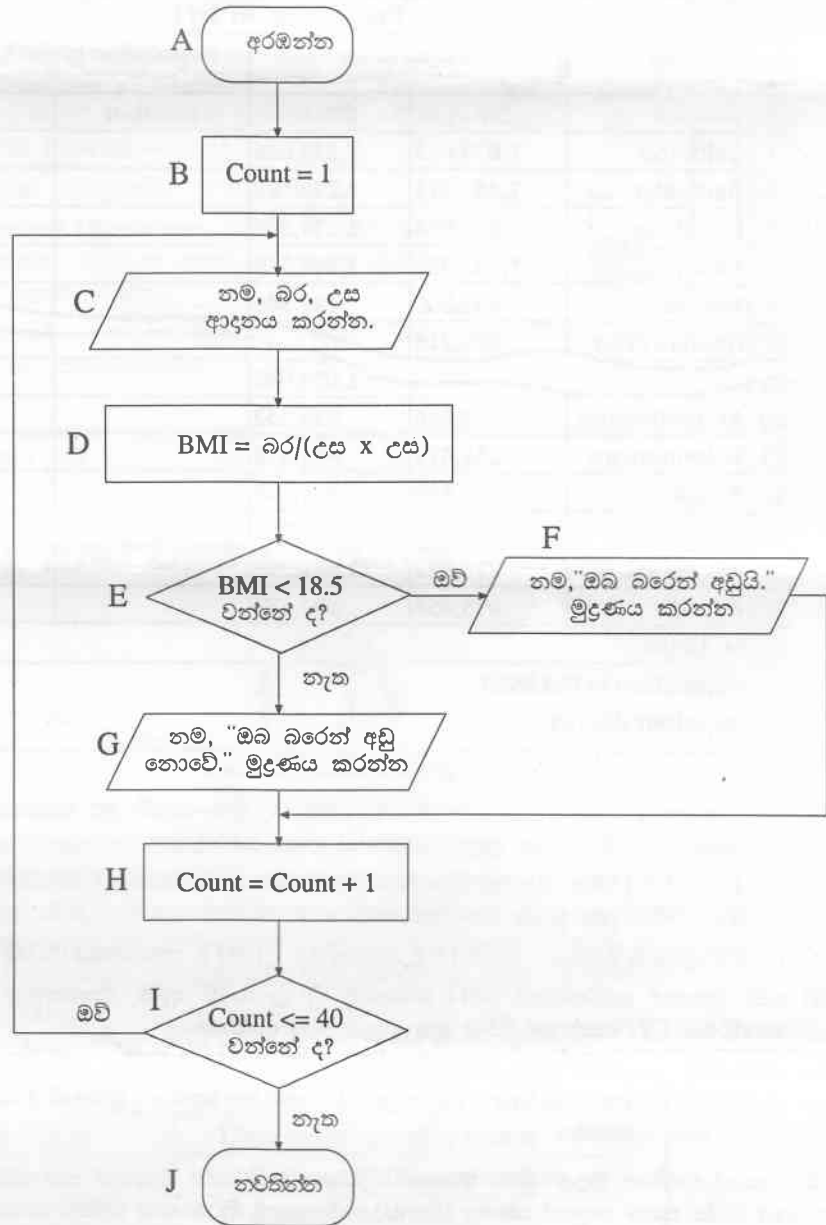 A අරඹන්න
B Count = 1
C නම, බර, උස
ආදානය කරන්න.
D BMI = බර/(උස x උස)
E BMI < 18.5
වන්නේ ද?
ඔව්
F
නම,"ඔබ බරෙන් අඩුයි."
මුද්‍රණය කරන්න
නැත
G නම, "ඔබ බරෙන් අඩු
නොවේ." මුද්‍රණය කරන්න
H Count = Count + 1
I
Count <= 40
වන්නේ ද?
ඔව්
නැත
J නවතින්න